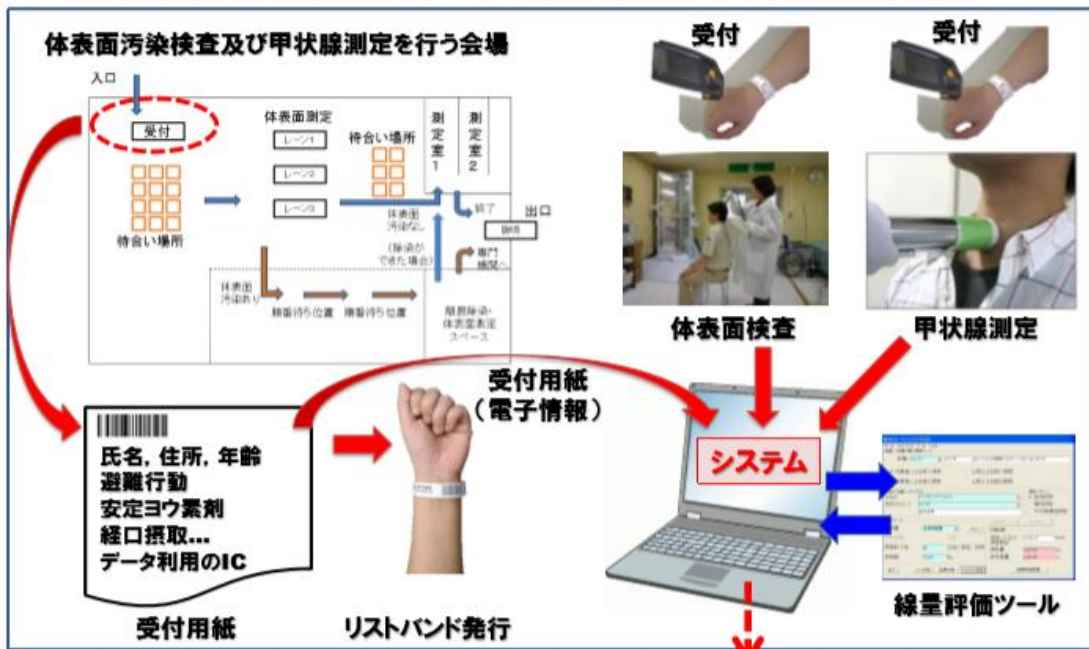 体表面汚染検査及び甲状腺測定を行う会場
入口
受付
待合い場所
体表面測定
レーン1
レーン2
レーン3
待合い場所
測定室1
測定室2
体表面
汚染なし
(除染が
できた場合)
終了
出口
専門
機関へ
体表面
汚染あり
順番待ち位置
順番待ち位置
簡易除染・
体表面測定
スペース
受付
受付
体表面検査
甲状腺測定
受付用紙
(電子情報)
氏名,住所,年齢
避難行動
安定ヨウ素剤
経口摂取...
データ利用のIC
受付用紙
リストバンド発行
システム
線量評価ツール